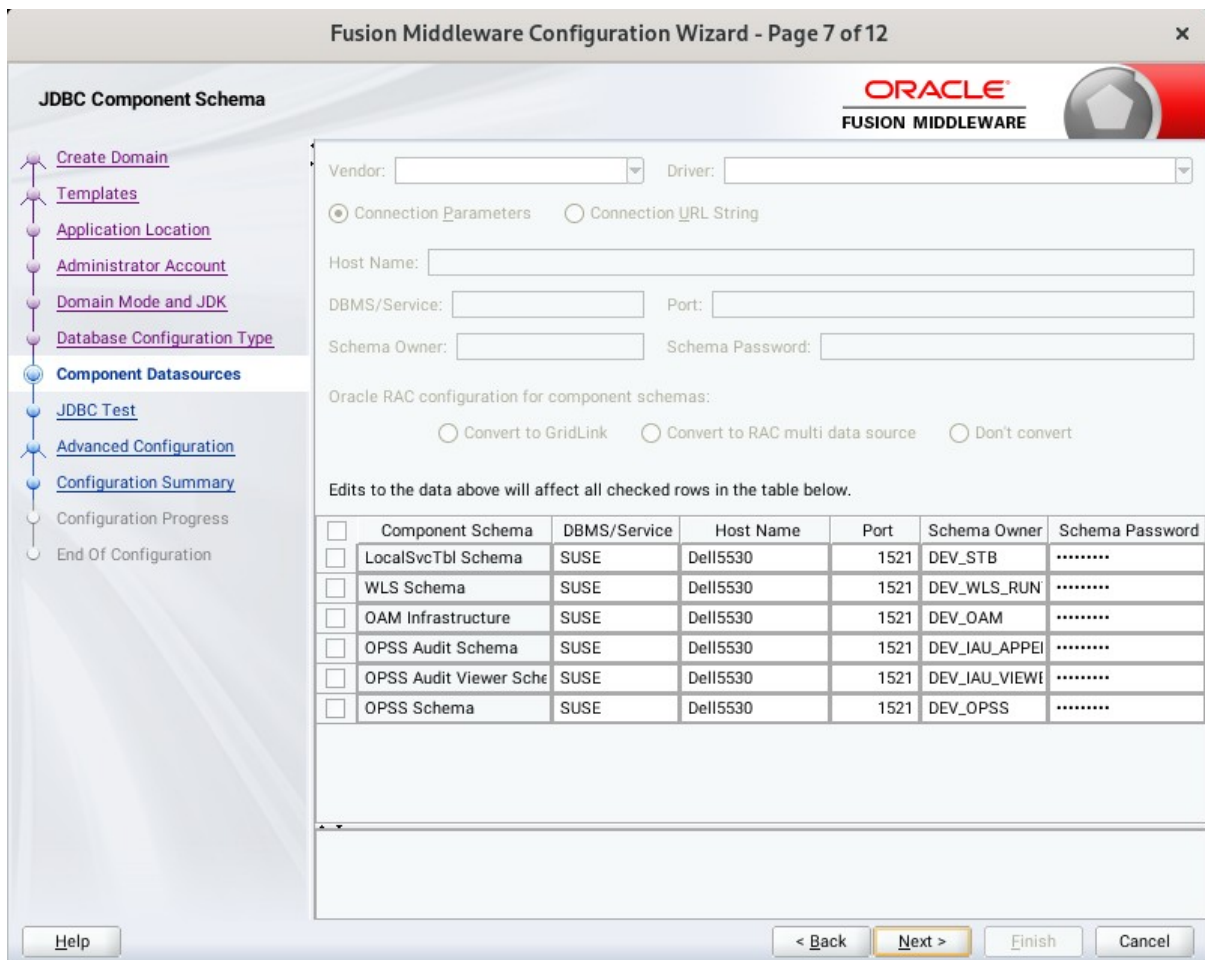 Fusion Middleware Configuration Wizard - Page 7 of 12
JDBC Component Schema
ORACLE
FUSION MIDDLEWARE
Create Domain
Templates
Application Location
Administrator Account
Domain Mode and JDK
Database Configuration Type
Component Datasources
JDBC Test
Advanced Configuration
Configuration Summary
Configuration Progress
End Of Configuration
Vendor: Driver:
Connection Parameters Connection URL String
Host Name:
DBMS/Service: Port:
Schema Owner: Schema Password:
Oracle RAC configuration for component schemas:
Convert to GridLink Convert to RAC multi data source Don't convert
Edits to the data above will affect all checked rows in the table below.
Component Schema DBMS/Service Host Name Port Schema Owner Schema Password
LocalSvcTbl Schema SUSE Dell5530 1521 DEV_STB •••••••••
WLS Schema SUSE Dell5530 1521 DEV_WLS_RUN •••••••••
OAM Infrastructure SUSE Dell5530 1521 DEV_OAM •••••••••
OPSS Audit Schema SUSE Dell5530 1521 DEV_IAU_APPE •••••••••
OPSS Audit Viewer Sche SUSE Dell5530 1521 DEV_IAU_VIEWE •••••••••
OPSS Schema SUSE Dell5530 1521 DEV_OPSS •••••••••
Help < Back Next > Finish Cancel